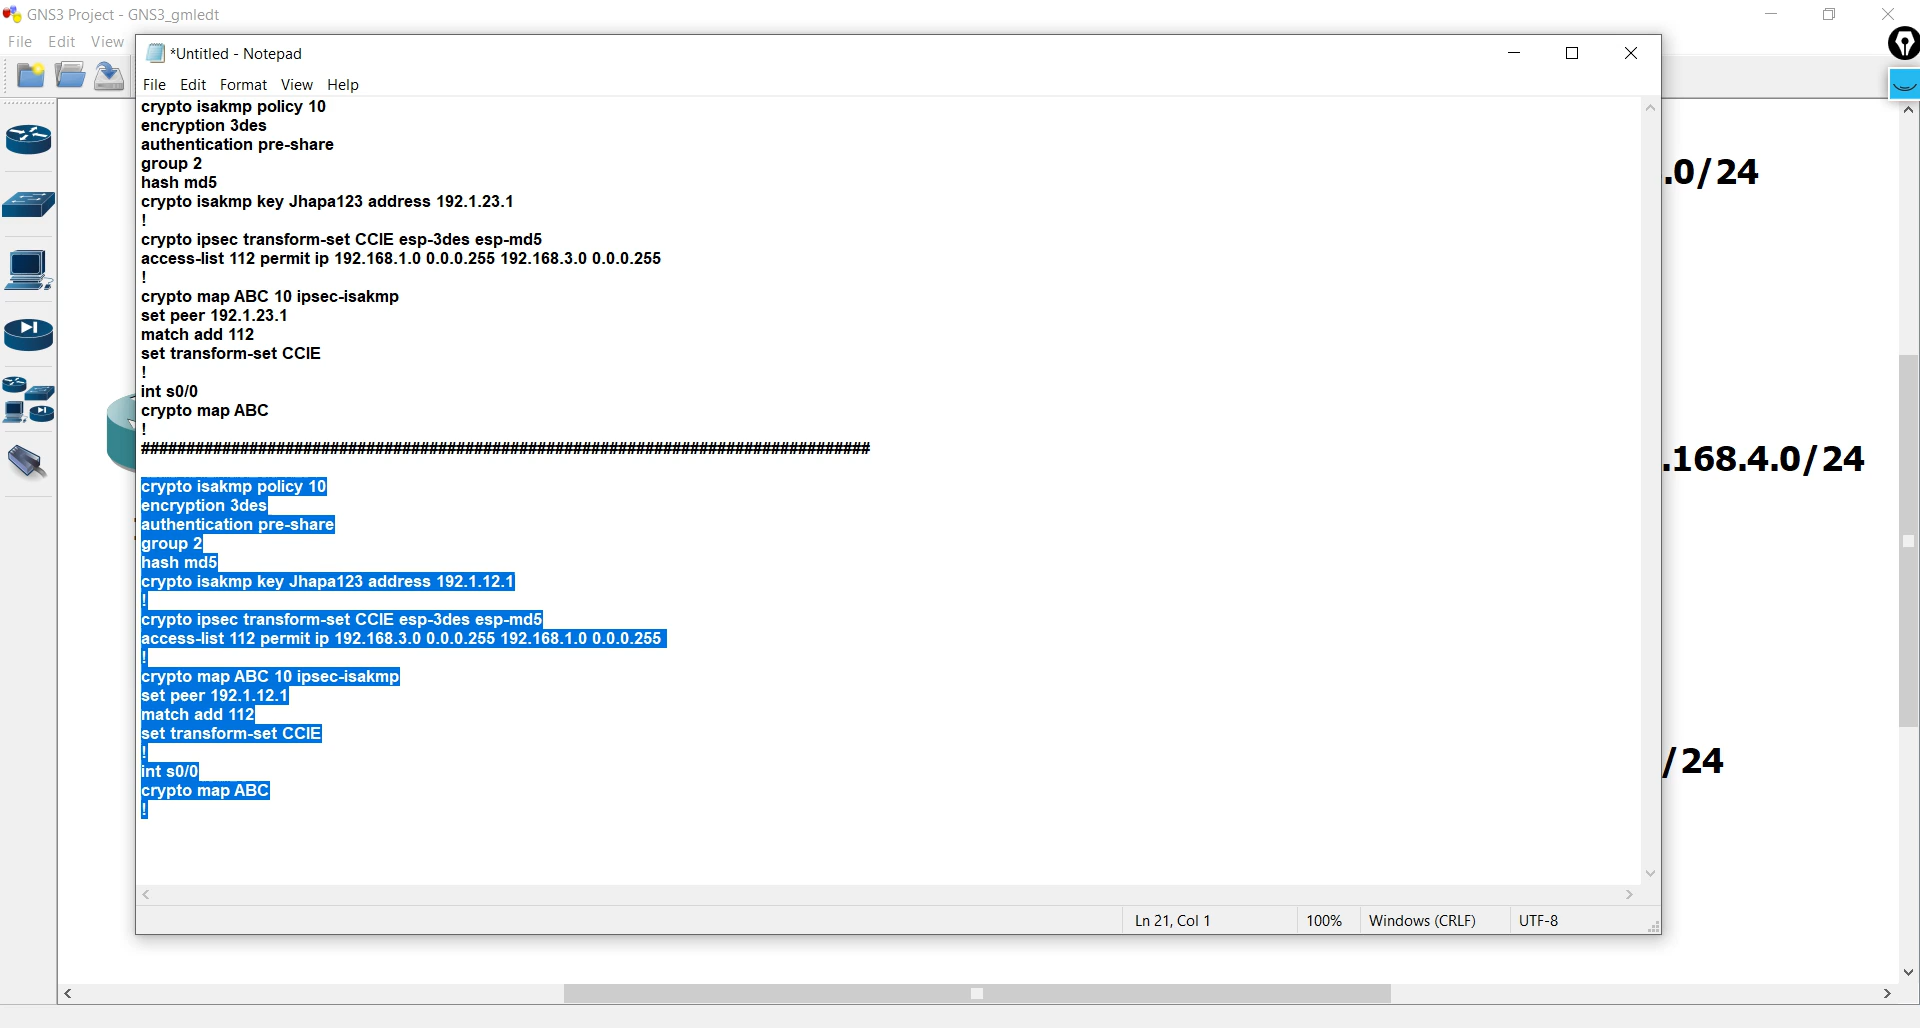 GNS3 Project - GNS3_gmledt
File Edit View
*Untitled - Notepad
File Edit Format View Help
crypto isakmp policy 10
encryption 3des
authentication pre-share
group 2
hash md5
crypto isakmp key Jhapa123 address 192.1.23.1
!
crypto ipsec transform-set CCIE esp-3des esp-md5
access-list 112 permit ip 192.168.1.0 0.0.0.255 192.168.3.0 0.0.0.255
!
crypto map ABC 10 ipsec-isakmp
set peer 192.1.23.1
match add 112
set transform-set CCIE
!
int s0/0
crypto map ABC
!
#################################################################################
crypto isakmp policy 10
encryption 3des
authentication pre-share
group 2
hash md5
crypto isakmp key Jhapa123 address 192.1.12.1
!
crypto ipsec transform-set CCIE esp-3des esp-md5
access-list 112 permit ip 192.168.3.0 0.0.0.255 192.168.1.0 0.0.0.255
!
crypto map ABC 10 ipsec-isakmp
set peer 192.1.12.1
match add 112
set transform-set CCIE
!
int s0/0
crypto map ABC
!
Ln 21, Col 1
100%
Windows (CRLF)
UTF-8
.0/24
.168.4.0/24
/24